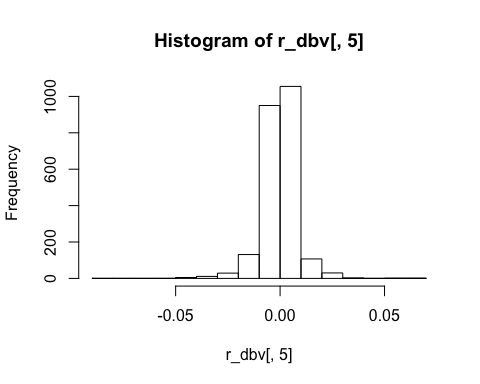 Histogram of r_dbv[, 5]
Frequency
1000
600
200
0
-0.05
0.00
0.05
r_dbv[, 5]